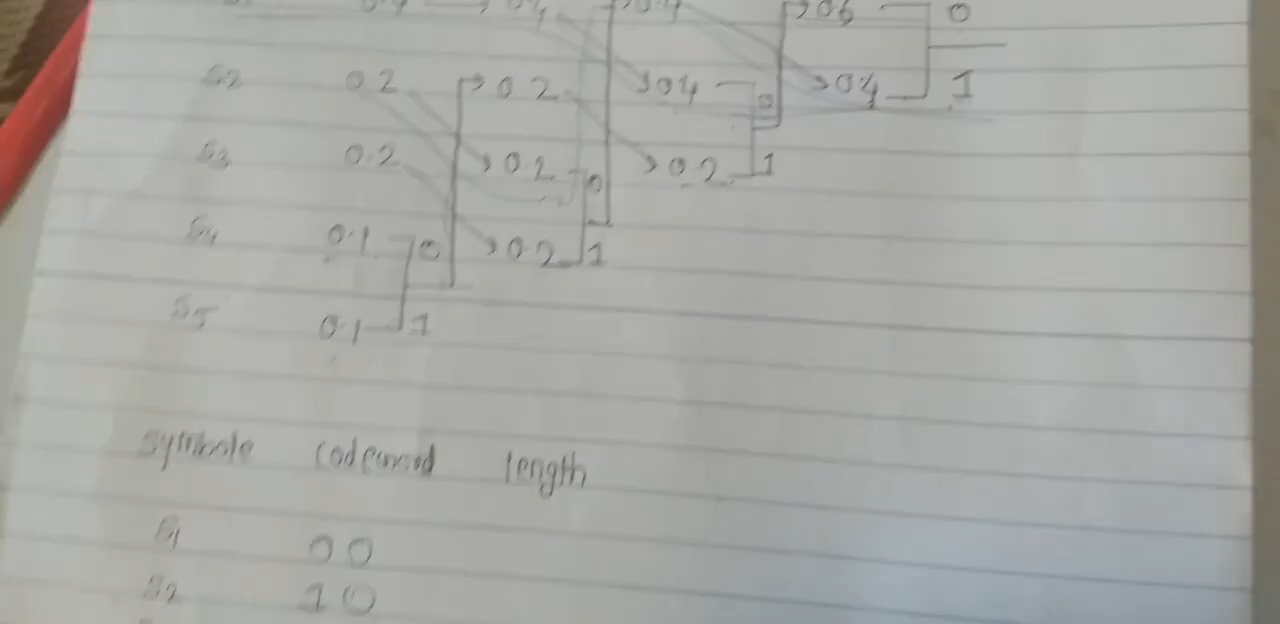 0.4 0.4 0.4 0.6 0
S2 0.2 0.2 0.4 0 0.4 1
S3 0.2 0.2 0 0.2 1
S4 0.1 0 0.2 1
S5 0.1 1
symbole codeword length
S1 00
S2 10